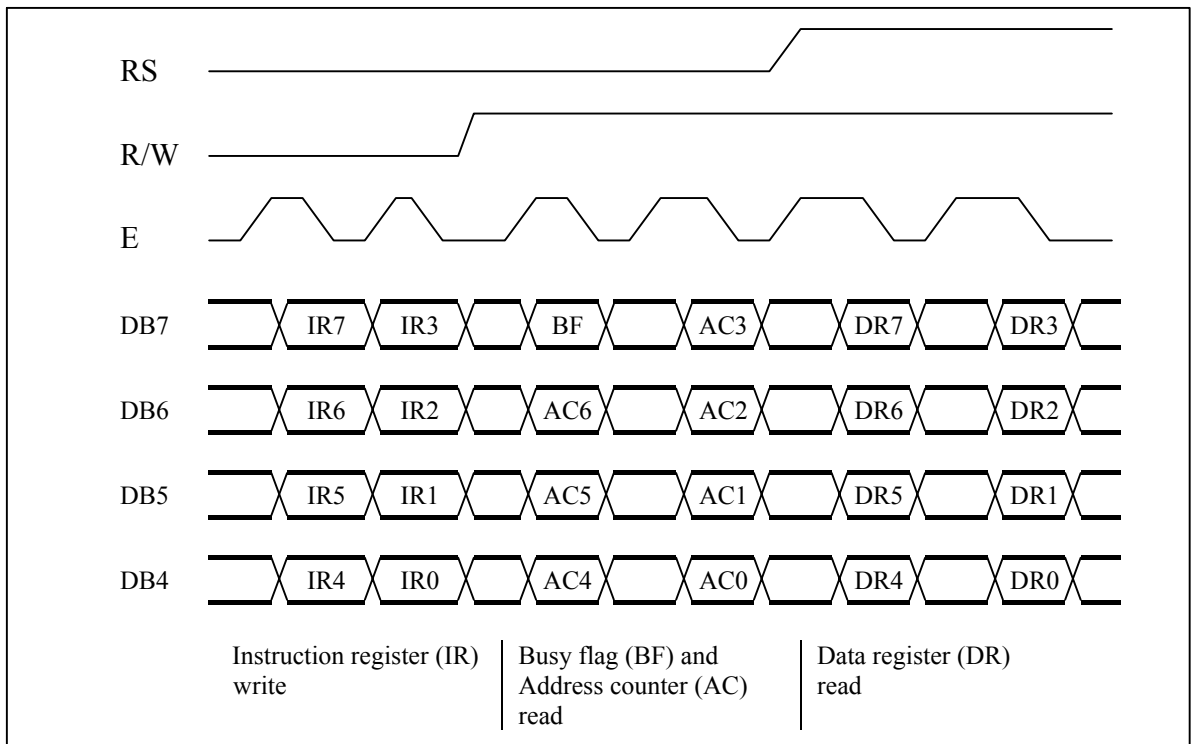 RS
R/W
E
DB7 IR7 IR3 BF AC3 DR7 DR3
DB6 IR6 IR2 AC6 AC2 DR6 DR2
DB5 IR5 IR1 AC5 AC1 DR5 DR1
DB4 IR4 IR0 AC4 AC0 DR4 DR0
Instruction register (IR)
write
Busy flag (BF) and
Address counter (AC)
read
Data register (DR)
read